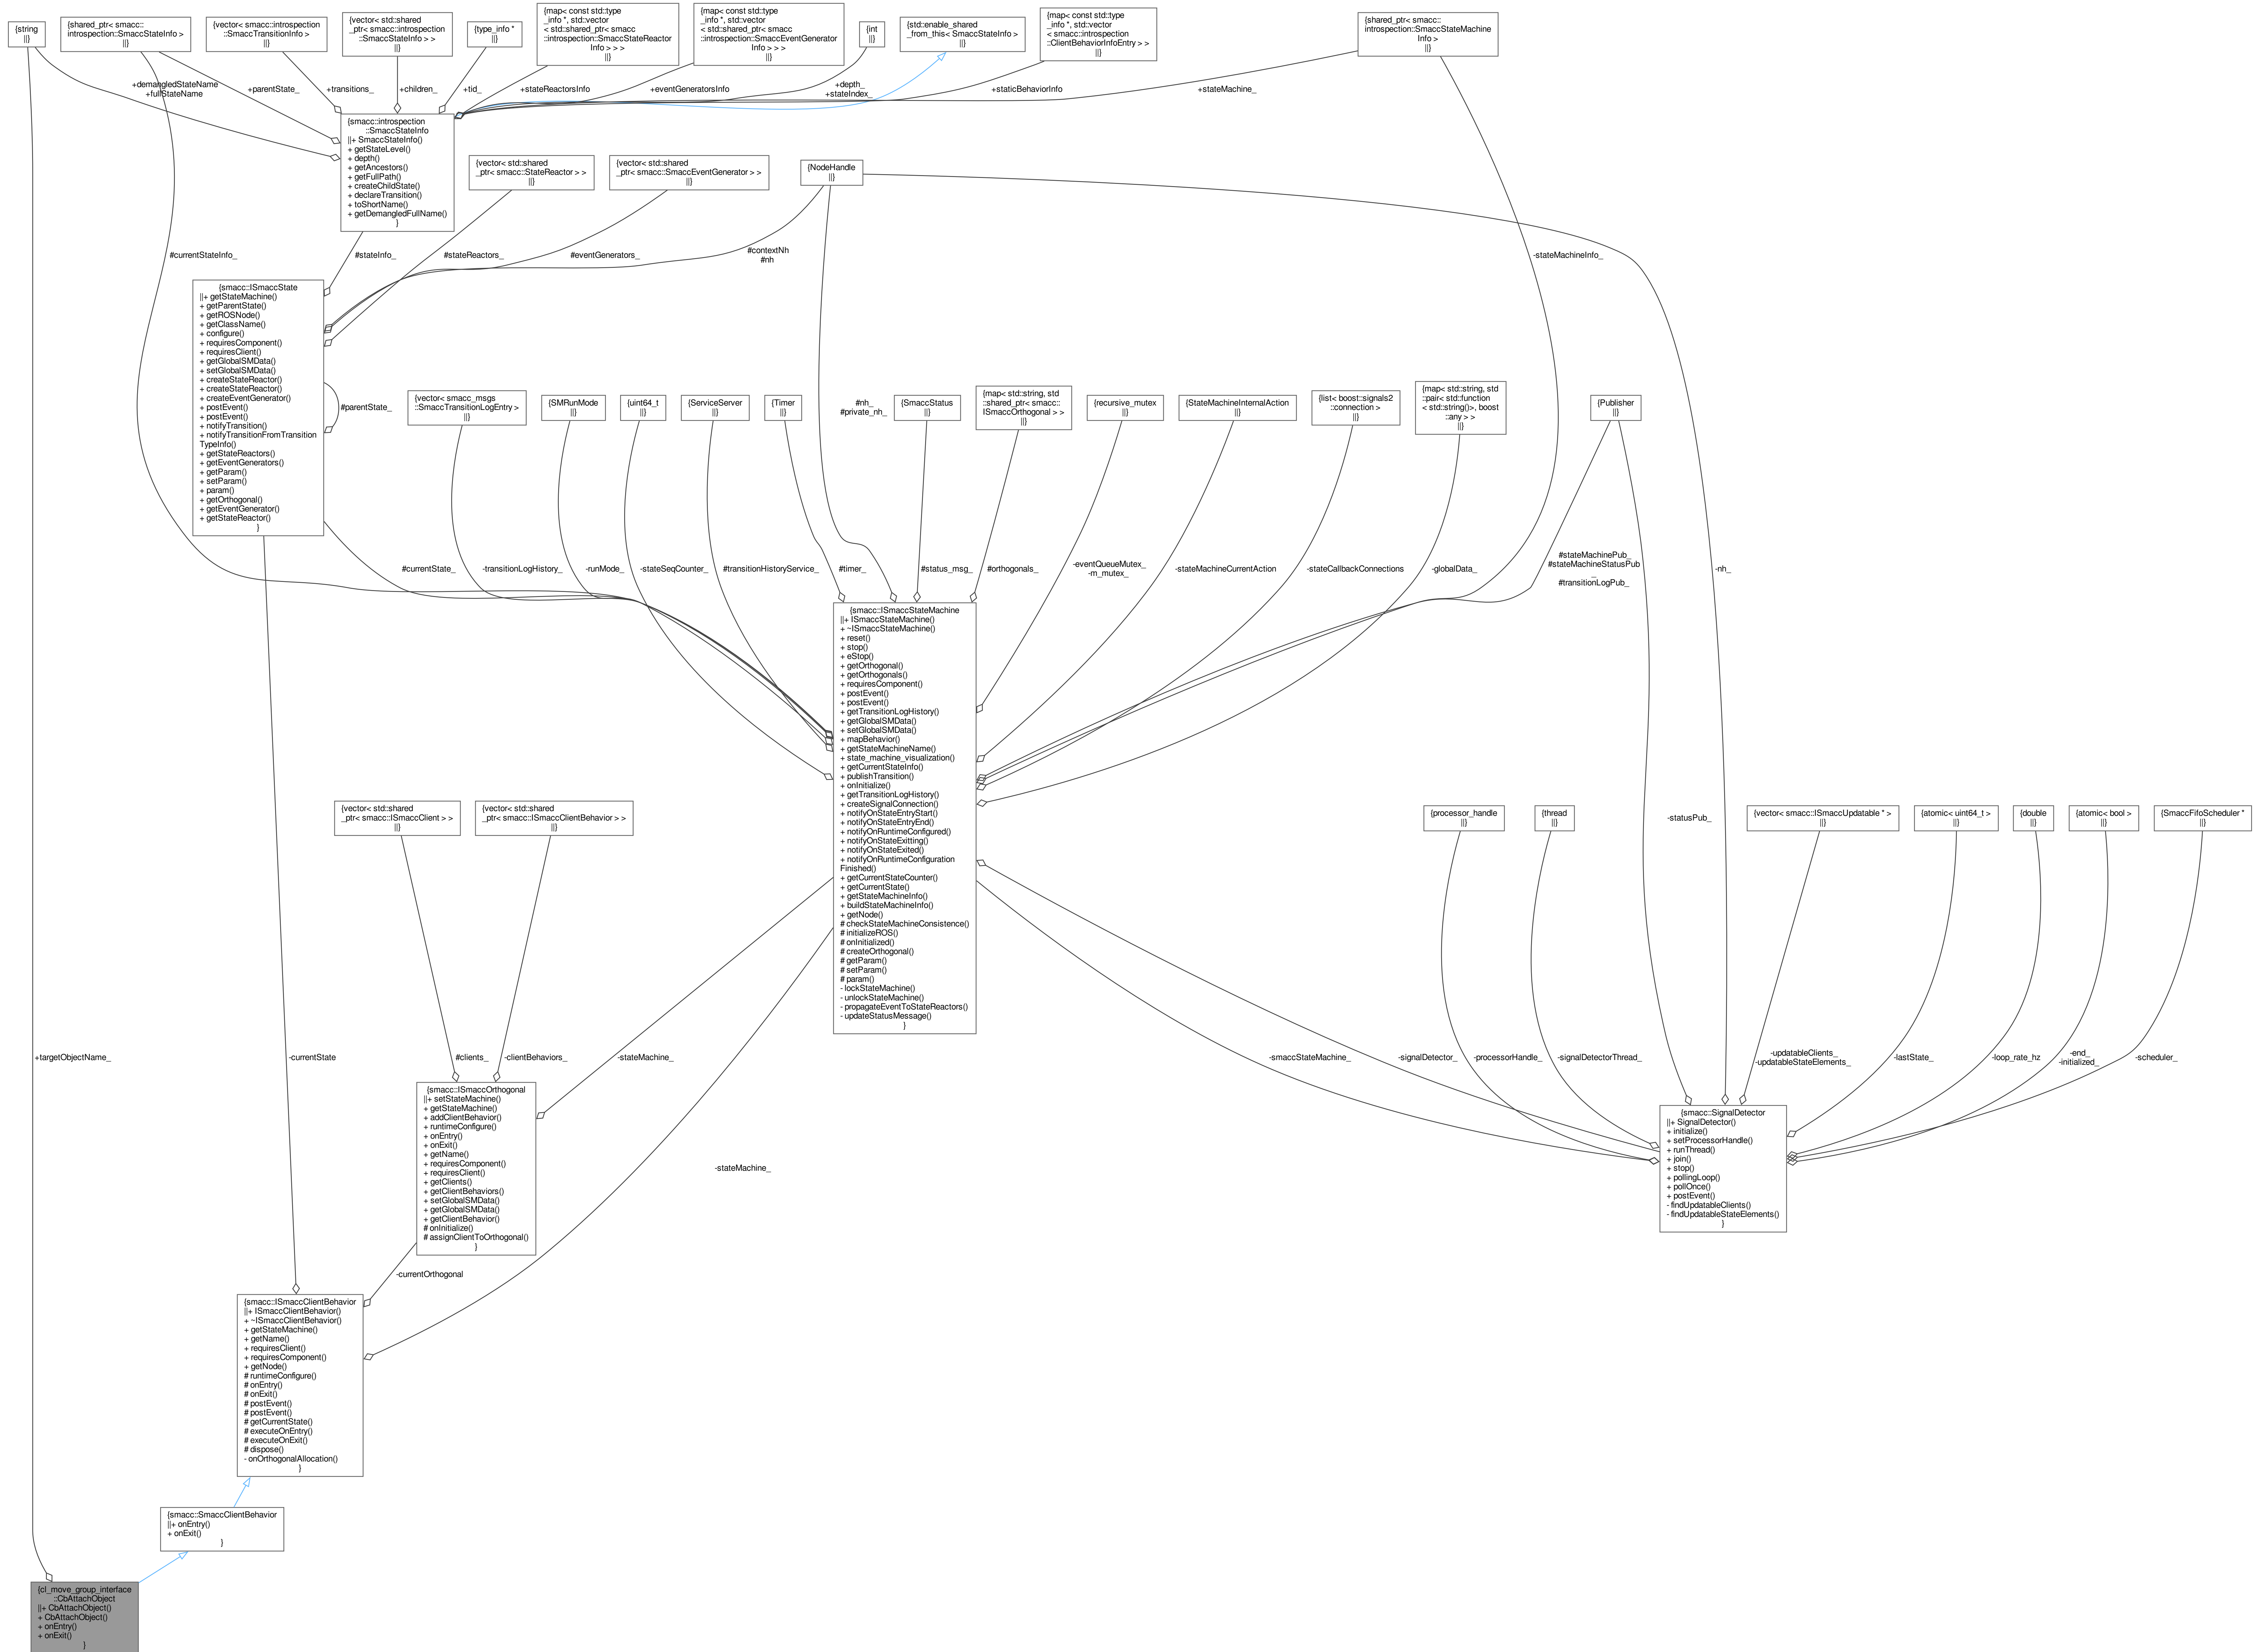 {string
||}
{shared_ptr< smacc::
introspection::SmaccStateInfo >
||}
{vector< smacc::introspection
::SmaccTransitionInfo >
||}
{vector< std::shared
_ptr< smacc::introspection
::SmaccStateInfo > >
||}
{type_info *
||}
{map< const std::type
_info *, std::vector
< std::shared_ptr< smacc
::introspection::SmaccStateReactor
Info > > >
||}
{map< const std::type
_info *, std::vector
< std::shared_ptr< smacc
::introspection::SmaccEventGenerator
Info > > >
||}
{int
||}
{std::enable_shared
_from_this< SmaccStateInfo >
||}
{map< const std::type
_info *, std::vector
< smacc::introspection
::ClientBehaviorInfoEntry > >
||}
{shared_ptr< smacc::
introspection::SmaccStateMachine
Info >
||}
+demangledStateName
+fullStateName
+parentState_
+transitions_
+children_
+tid_
+stateReactorsInfo
+eventGeneratorsInfo
+depth_
+stateIndex_
+staticBehaviorInfo
+stateMachine_
{smacc::introspection
::SmaccStateInfo
||+ SmaccStateInfo()
+ getStateLevel()
+ depth()
+ getAncestors()
+ getFullPath()
+ createChildState()
+ declareTransition()
+ toShortName()
+ getDemangledFullName()
}
{vector< std::shared
_ptr< smacc::StateReactor > >
||}
{vector< std::shared
_ptr< smacc::SmaccEventGenerator > >
||}
{NodeHandle
||}
#currentStateInfo_
#stateInfo_
#stateReactors_
#eventGenerators_
#contextNh
#nh
-stateMachineInfo_
{smacc::ISmaccState
||+ getStateMachine()
+ getParentState()
+ getROSNode()
+ getClassName()
+ configure()
+ requiresComponent()
+ requiresClient()
+ getGlobalSMData()
+ setGlobalSMData()
+ createStateReactor()
+ createStateReactor()
+ createEventGenerator()
+ postEvent()
+ postEvent()
+ notifyTransition()
+ notifyTransitionFromTransition
TypeInfo()
+ getStateReactors()
+ getEventGenerators()
+ getParam()
+ setParam()
+ param()
+ getOrthogonal()
+ getEventGenerator()
+ getStateReactor()
}
#parentState_
{vector< smacc_msgs
::SmaccTransitionLogEntry >
||}
{SMRunMode
||}
{uint64_t
||}
{ServiceServer
||}
{Timer
||}
#nh_
#private_nh_
{SmaccStatus
||}
{map< std::string, std
::shared_ptr< smacc::
ISmaccOrthogonal > >
||}
{recursive_mutex
||}
{StateMachineInternalAction
||}
{list< boost::signals2
::connection >
||}
{map< std::string, std
::pair< std::function
< std::string()>, boost
::any > >
||}
{Publisher
||}
#currentState_
-transitionLogHistory_
-runMode_
-stateSeqCounter_
#transitionHistoryService_
#timer_
#status_msg_
#orthogonals_
-eventQueueMutex_
-m_mutex_
-stateMachineCurrentAction
-stateCallbackConnections
-globalData_
#stateMachinePub_
#stateMachineStatusPub
_
#transitionLogPub_
-nh_
{smacc::ISmaccStateMachine
||+ ISmaccStateMachine()
+ ~ISmaccStateMachine()
+ reset()
+ stop()
+ eStop()
+ getOrthogonal()
+ getOrthogonals()
+ requiresComponent()
+ postEvent()
+ postEvent()
+ getTransitionLogHistory()
+ getGlobalSMData()
+ setGlobalSMData()
+ mapBehavior()
+ getStateMachineName()
+ state_machine_visualization()
+ getCurrentStateInfo()
+ publishTransition()
+ onInitialize()
+ getTransitionLogHistory()
+ createSignalConnection()
+ notifyOnStateEntryStart()
+ notifyOnStateEntryEnd()
+ notifyOnRuntimeConfigured()
+ notifyOnStateExitting()
+ notifyOnStateExited()
+ notifyOnRuntimeConfiguration
Finished()
+ getCurrentStateCounter()
+ getCurrentState()
+ getStateMachineInfo()
+ buildStateMachineInfo()
+ getNode()
# checkStateMachineConsistence()
# initializeROS()
# onInitialized()
# createOrthogonal()
# getParam()
# setParam()
# param()
- lockStateMachine()
- unlockStateMachine()
- propagateEventToStateReactors()
- updateStatusMessage()
}
{vector< std::shared
_ptr< smacc::ISmaccClient > >
||}
{vector< std::shared
_ptr< smacc::ISmaccClientBehavior > >
||}
{processor_handle
||}
{thread
||}
-statusPub_
{vector< smacc::ISmaccUpdatable * >
||}
{atomic< uint64_t >
||}
{double
||}
{atomic< bool >
||}
{SmaccFifoScheduler *
||}
+targetObjectName_
-currentState
#clients_
-clientBehaviors_
-stateMachine_
-smaccStateMachine_
-signalDetector_
-processorHandle_
-signalDetectorThread_
-updatableClients_
-updatableStateElements_
-lastState_
-loop_rate_hz
-end_
-initialized_
-scheduler_
{smacc::ISmaccOrthogonal
||+ setStateMachine()
+ getStateMachine()
+ addClientBehavior()
+ runtimeConfigure()
+ onEntry()
+ onExit()
+ getName()
+ requiresComponent()
+ requiresClient()
+ getClients()
+ getClientBehaviors()
+ setGlobalSMData()
+ getGlobalSMData()
+ getClientBehavior()
# onInitialize()
# assignClientToOrthogonal()
}
-stateMachine_
{smacc::SignalDetector
||+ SignalDetector()
+ initialize()
+ setProcessorHandle()
+ runThread()
+ join()
+ stop()
+ pollingLoop()
+ pollOnce()
+ postEvent()
- findUpdatableClients()
- findUpdatableStateElements()
}
-currentOrthogonal
{smacc::ISmaccClientBehavior
||+ ISmaccClientBehavior()
+ ~ISmaccClientBehavior()
+ getStateMachine()
+ getName()
+ requiresClient()
+ requiresComponent()
+ getNode()
# runtimeConfigure()
# onEntry()
# onExit()
# postEvent()
# postEvent()
# getCurrentState()
# executeOnEntry()
# executeOnExit()
# dispose()
- onOrthogonalAllocation()
}
{smacc::SmaccClientBehavior
||+ onEntry()
+ onExit()
}
{cl_move_group_interface
::CbAttachObject
||+ CbAttachObject()
+ CbAttachObject()
+ onEntry()
+ onExit()
}